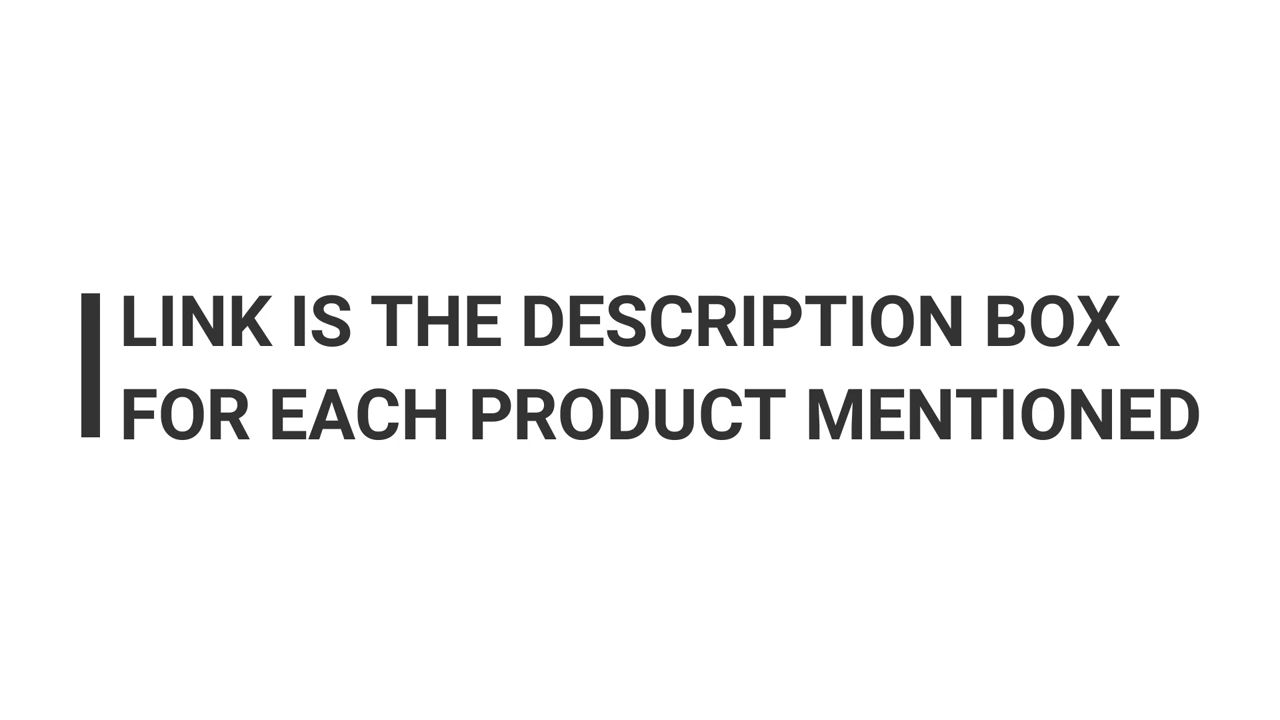 LINK IS THE DESCRIPTION BOX
FOR EACH PRODUCT MENTIONED